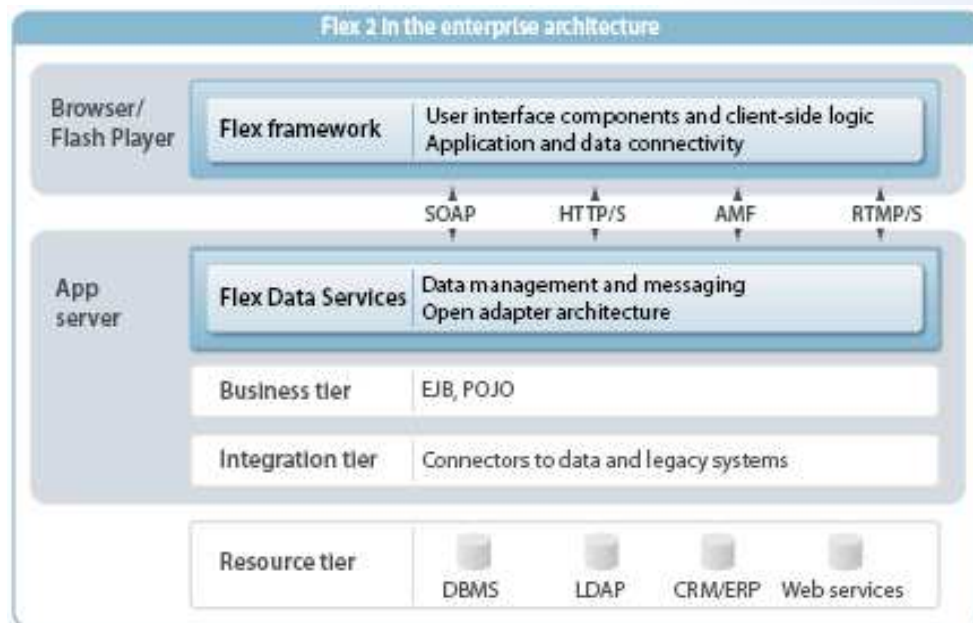 Flex 2 in the enterprise architecture
Browser/
Flash Player
Flex framework
User interface components and client-side logic
Application and data connectivity
SOAP HTTP/S AMF RTMP/S
App
server
Flex Data Services
Data management and messaging
Open adapter architecture
Business tier
EJB, POJO
Integration tier
Connectors to data and legacy systems
Resource tier
DBMS LDAP CRM/ERP Web services